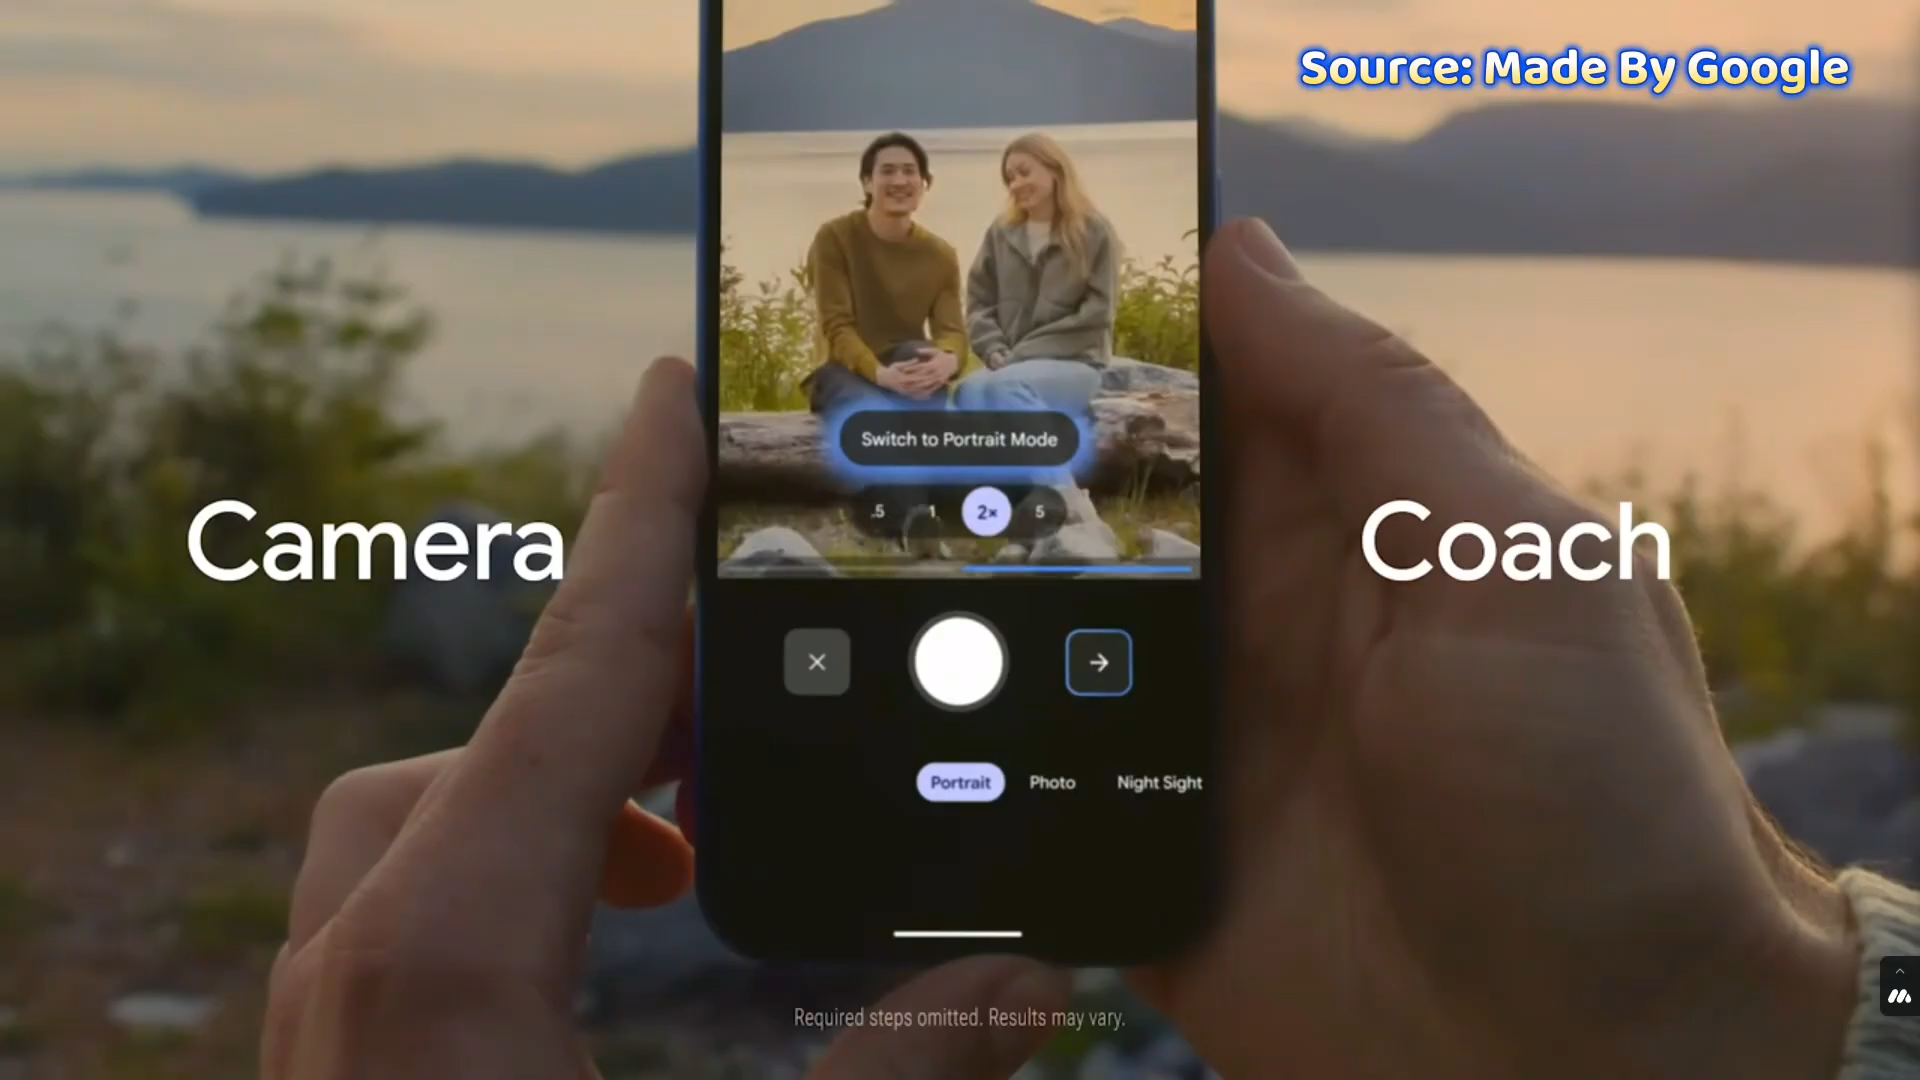 Source: Made By Google
Switch to Portrait Mode
.5 1 2× 5
Camera Coach
Portrait Photo Night Sight
Required steps omitted. Results may vary.